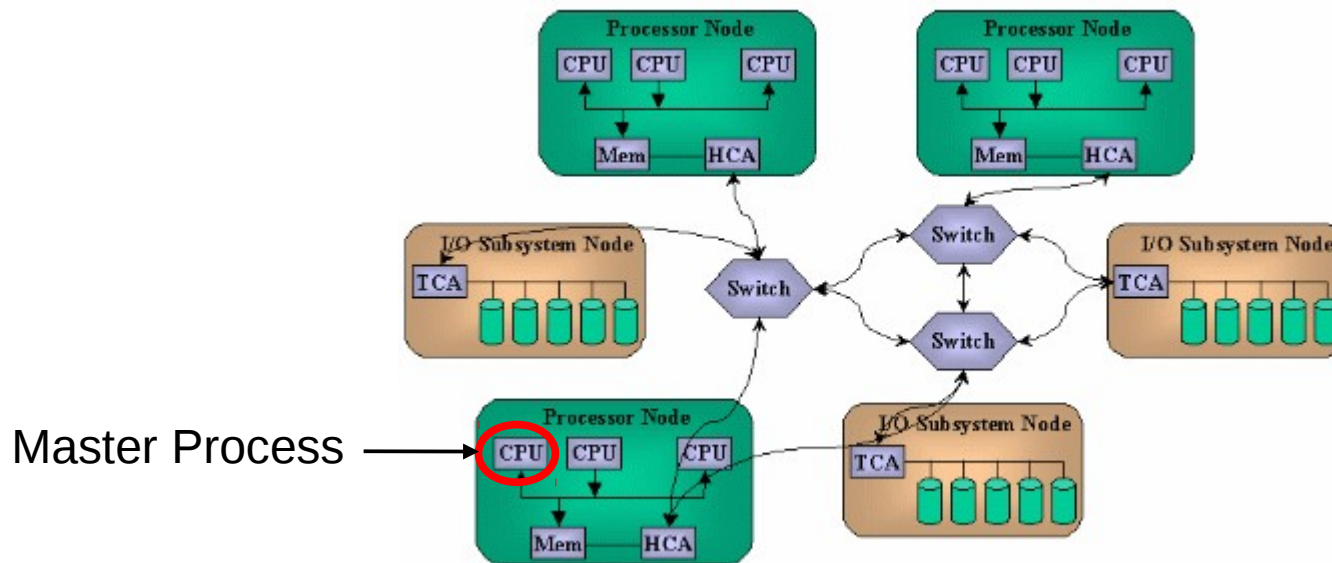 Processor Node
CPU CPU CPU
Mem HCA
Processor Node
CPU CPU CPU
Mem HCA
I/O Subsystem Node
TCA
Switch
Switch
Switch
I/O Subsystem Node
TCA
Master Process
Processor Node
CPU CPU CPU
Mem HCA
I/O Subsystem Node
TCA